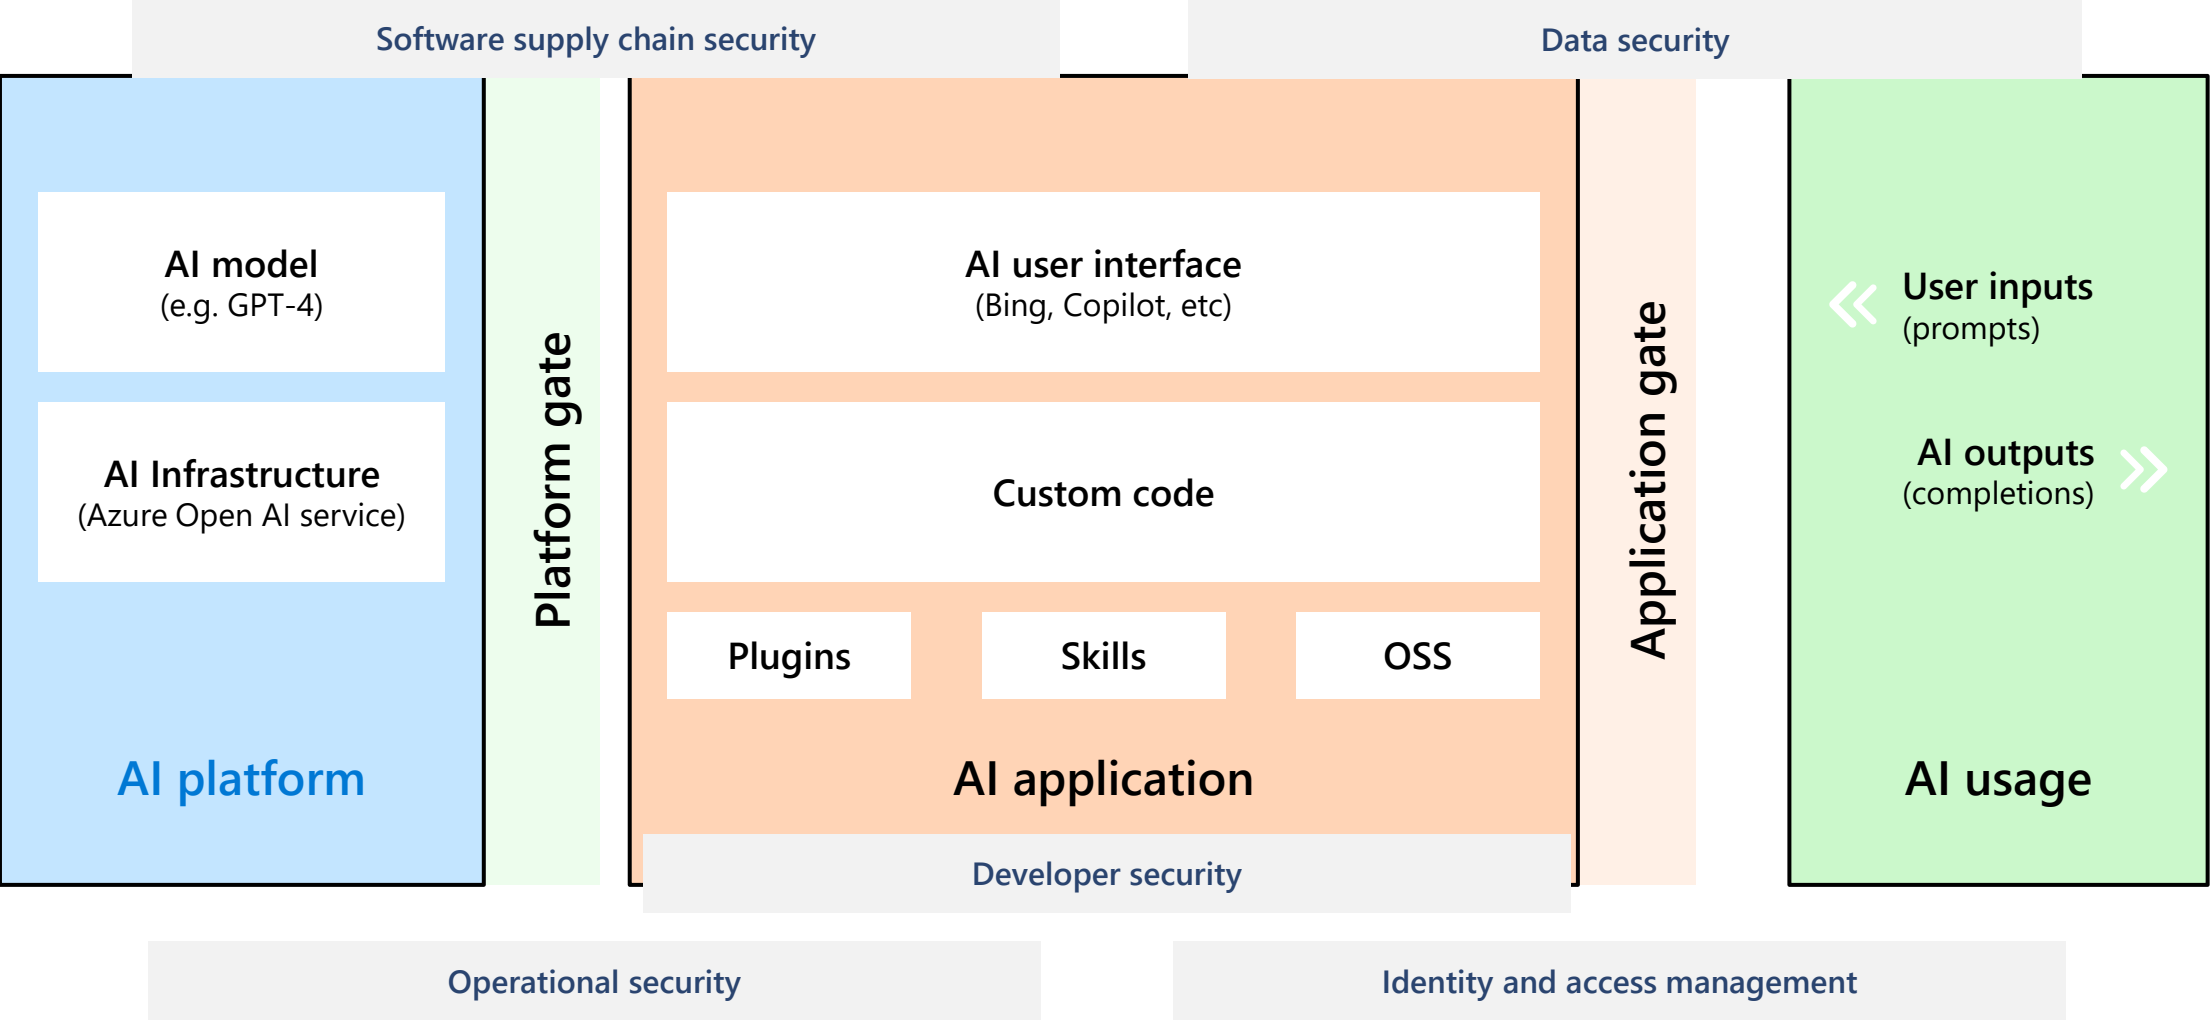 Software supply chain security
Data security
AI model
(e.g. GPT-4)
AI Infrastructure
(Azure Open AI service)
AI platform
Platform gate
AI user interface
(Bing, Copilot, etc)
Custom code
Plugins
Skills
OSS
AI application
Application gate
User inputs
(prompts)
AI outputs
(completions)
AI usage
Developer security
Operational security
Identity and access management